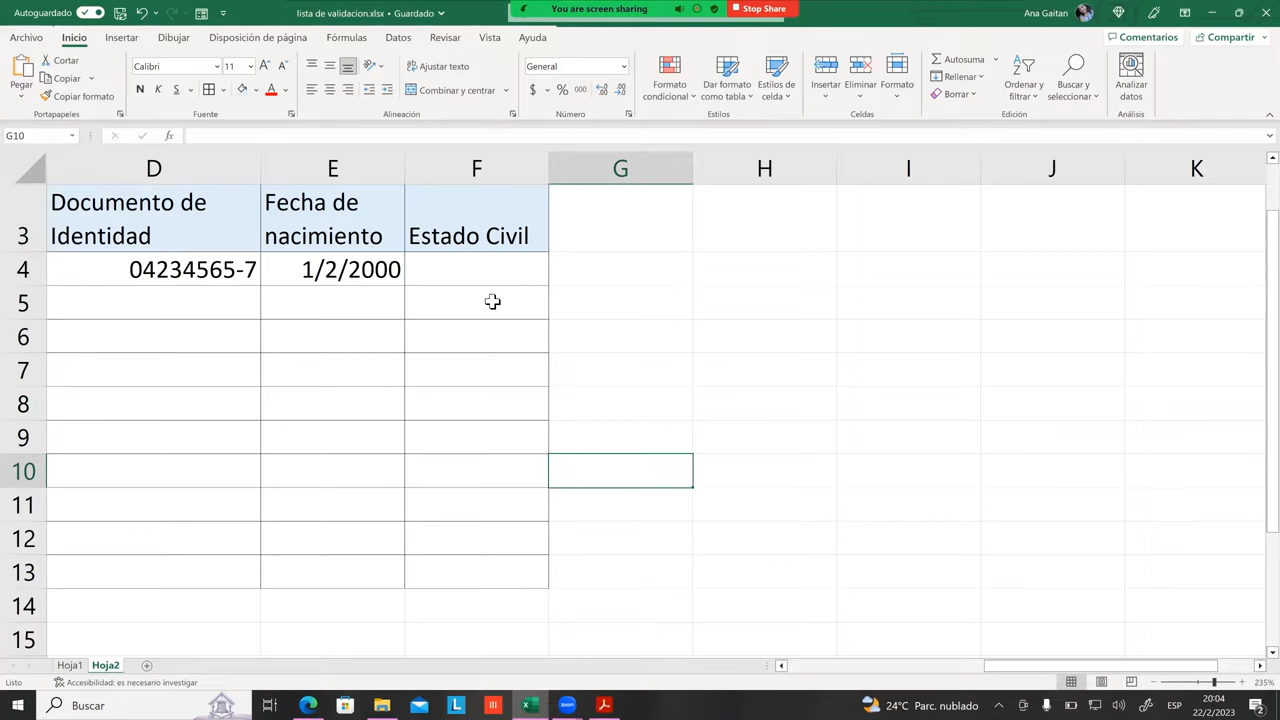 Autoguardado
lista de validacion.xlsx • Guardado
You are screen sharing
Stop Share
Ana Gaitan
Archivo Inicio Insertar Dibujar Disposición de página Fórmulas Datos Revisar Vista Ayuda
Comentarios Compartir
Pegar
Cortar
Copiar
Copiar formato
Portapapeles
Calibri 11
N K S
Fuente
Ajustar texto
Combinar y centrar
Alineación
General
$ % 000
Número
Formato condicional
Dar formato como tabla
Estilos de celda
Estilos
Insertar Eliminar Formato
Celdas
Autosuma
Rellenar
Borrar
Ordenar y filtrar
Buscar y seleccionar
Edición
Analizar datos
Análisis
G10
fx
D E F G H I J K
3 Documento de Identidad Fecha de nacimiento Estado Civil
4 04234565-7 1/2/2000
5
6
7
8
9
10
11
12
13
14
15
Hoja1 Hoja2
Listo
Accesibilidad: es necesario investigar
235%
Buscar
24°C Parc. nublado
ESP
20:04
22/2/2023